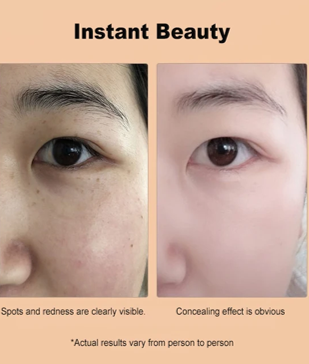 Instant Beauty
Spots and redness are clearly visible.
Concealing effect is obvious
*Actual results vary from person to person